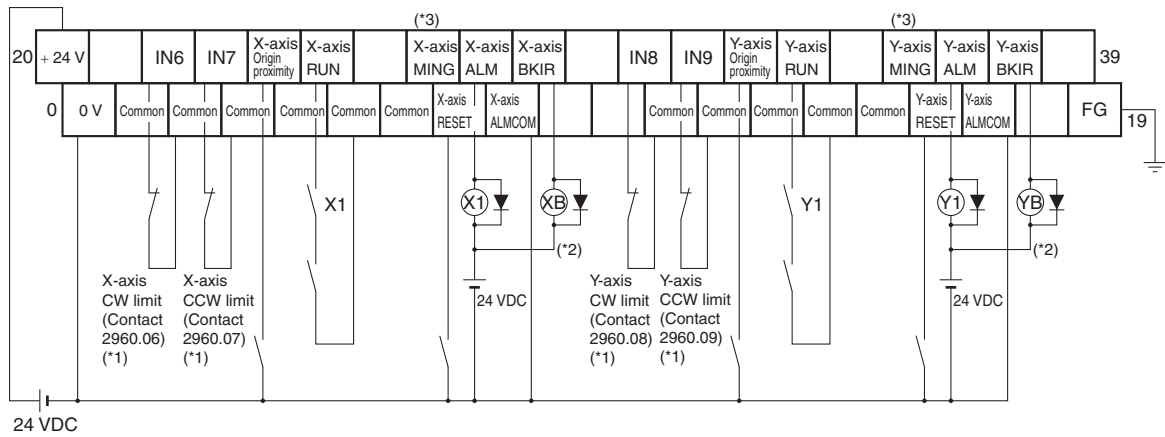 (*3) (*3)
20 + 24 V IN6 IN7 X-axis Origin proximity X-axis RUN X-axis MING X-axis ALM X-axis BKIR IN8 IN9 Y-axis Origin proximity Y-axis RUN Y-axis MING Y-axis ALM Y-axis BKIR 39
0 0 V Common Common Common Common Common Common X-axis RESET X-axis ALMCOM Common Common Common Common Common Y-axis RESET Y-axis ALMCOM FG 19
X1 X1 XB Y1 Y1 YB
(*2) (*2)
X-axis
CW limit
(Contact
2960.06)
(*1)
X-axis
CCW limit
(Contact
2960.07)
(*1)
24 VDC
Y-axis
CW limit
(Contact
2960.08)
(*1)
Y-axis
CCW limit
(Contact
2960.09)
(*1)
24 VDC
24 VDC